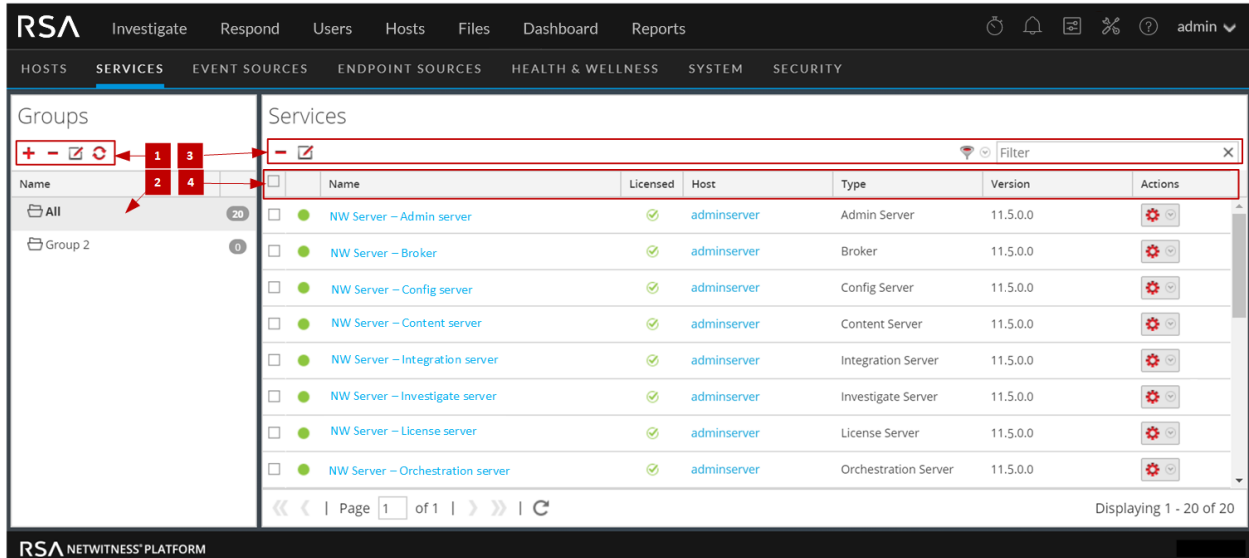 RSA Investigate Respond Users Hosts Files Dashboard Reports admin
HOSTS SERVICES EVENT SOURCES ENDPOINT SOURCES HEALTH & WELLNESS SYSTEM SECURITY
Groups
Services
1 3
Filter
2 4
Name
Name Licensed Host Type Version Actions
All 20
Group 2 0
NW Server – Admin server adminserver Admin Server 11.5.0.0
NW Server – Broker adminserver Broker 11.5.0.0
NW Server – Config server adminserver Config Server 11.5.0.0
NW Server – Content server adminserver Content Server 11.5.0.0
NW Server – Integration server adminserver Integration Server 11.5.0.0
NW Server – Investigate server adminserver Investigate Server 11.5.0.0
NW Server – License server adminserver License Server 11.5.0.0
NW Server – Orchestration server adminserver Orchestration Server 11.5.0.0
| Page 1 of 1 | | Displaying 1 - 20 of 20
RSA NETWITNESS® PLATFORM